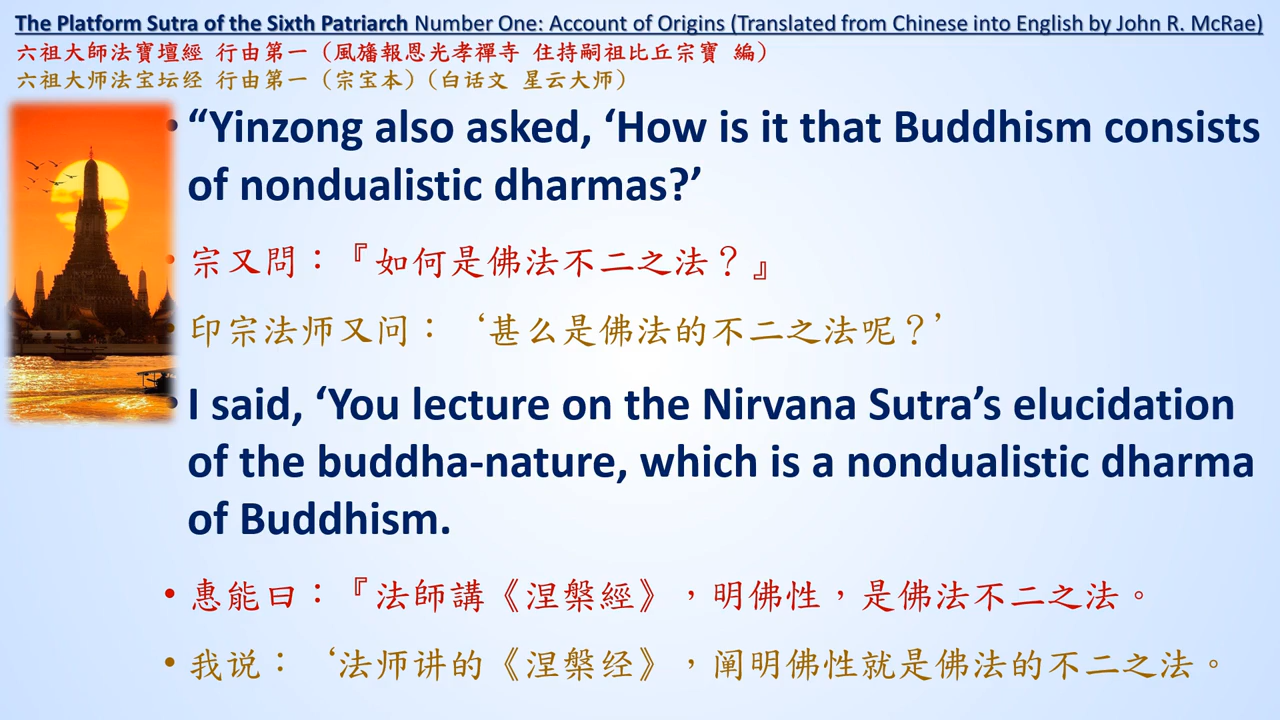 The Platform Sutra of the Sixth Patriarch Number One: Account of Origins (Translated from Chinese into English by John R. McRae)
六祖大師法寶壇經 行由第一（風旛報恩光孝禪寺 住持嗣祖比丘宗寶 編）
六祖大师法宝坛经 行由第一（宗宝本）（白话文 星云大师）
• “Yinzong also asked, ‘How is it that Buddhism consists
of nondualistic dharmas?’
• 宗又問：『如何是佛法不二之法？』
• 印宗法师又问：‘甚么是佛法的不二之法呢？’
• I said, ‘You lecture on the Nirvana Sutra’s elucidation
of the buddha-nature, which is a nondualistic dharma
of Buddhism.
• 惠能曰：『法師講《涅槃經》，明佛性，是佛法不二之法。
• 我说：‘法师讲的《涅槃经》，阐明佛性就是佛法的不二之法。